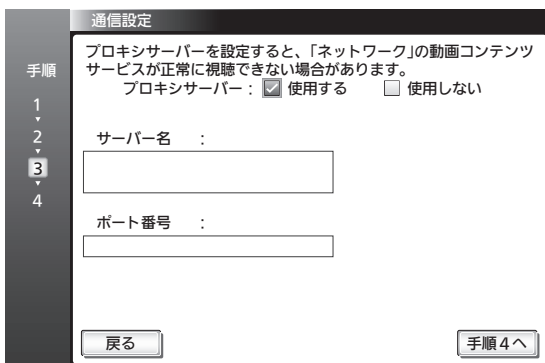 通信設定
手順
1
2
3
4
プロキシサーバーを設定すると、「ネットワーク」の動画コンテンツ
サービスが正常に視聴できない場合があります。
プロキシサーバー： 使用する 使用しない
サーバー名 ：
ポート番号 ：
戻る 手順4へ